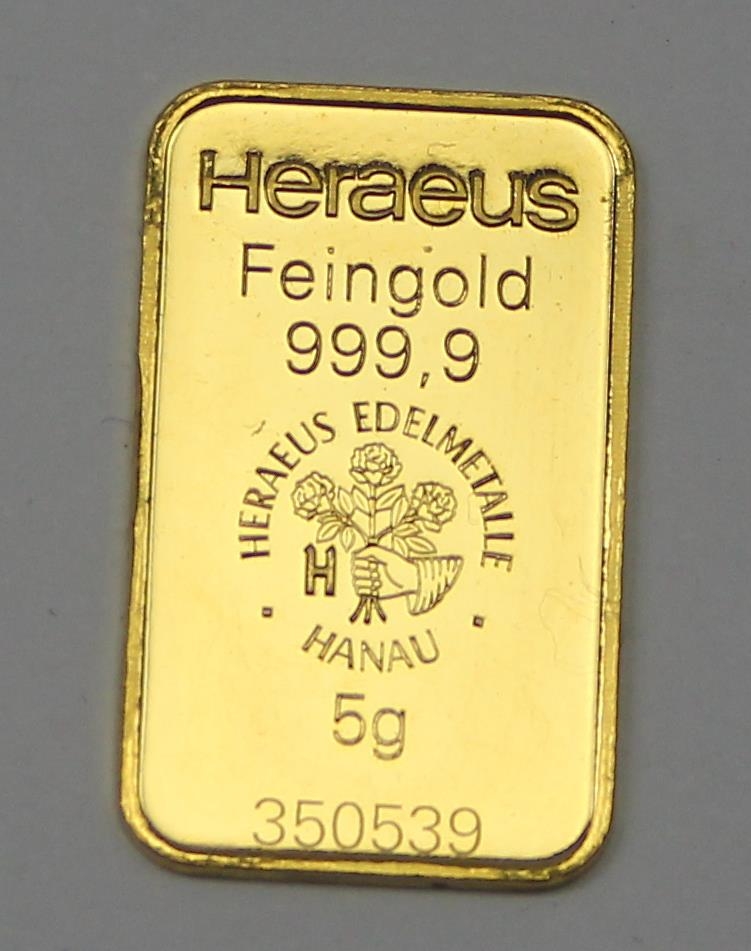 Heraeus
Feingold
999,9
HERAEUS EDELMETALLE
H
HANAU
5g
350539